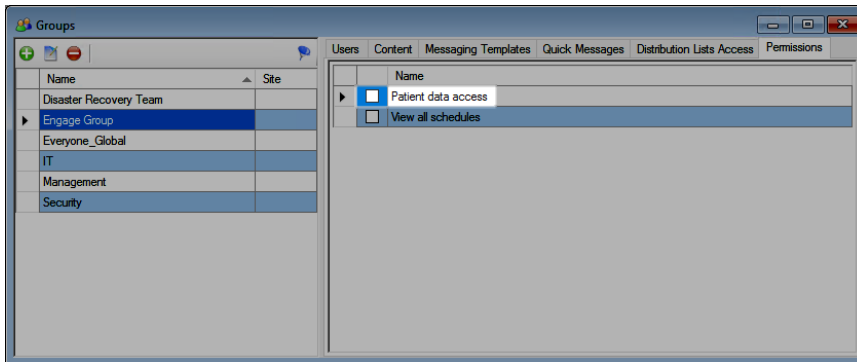 Groups
Users Content Messaging Templates Quick Messages Distribution Lists Access Permissions
Name Site
Disaster Recovery Team
Engage Group
Everyone_Global
IT
Management
Security
Name
Patient data access
View all schedules